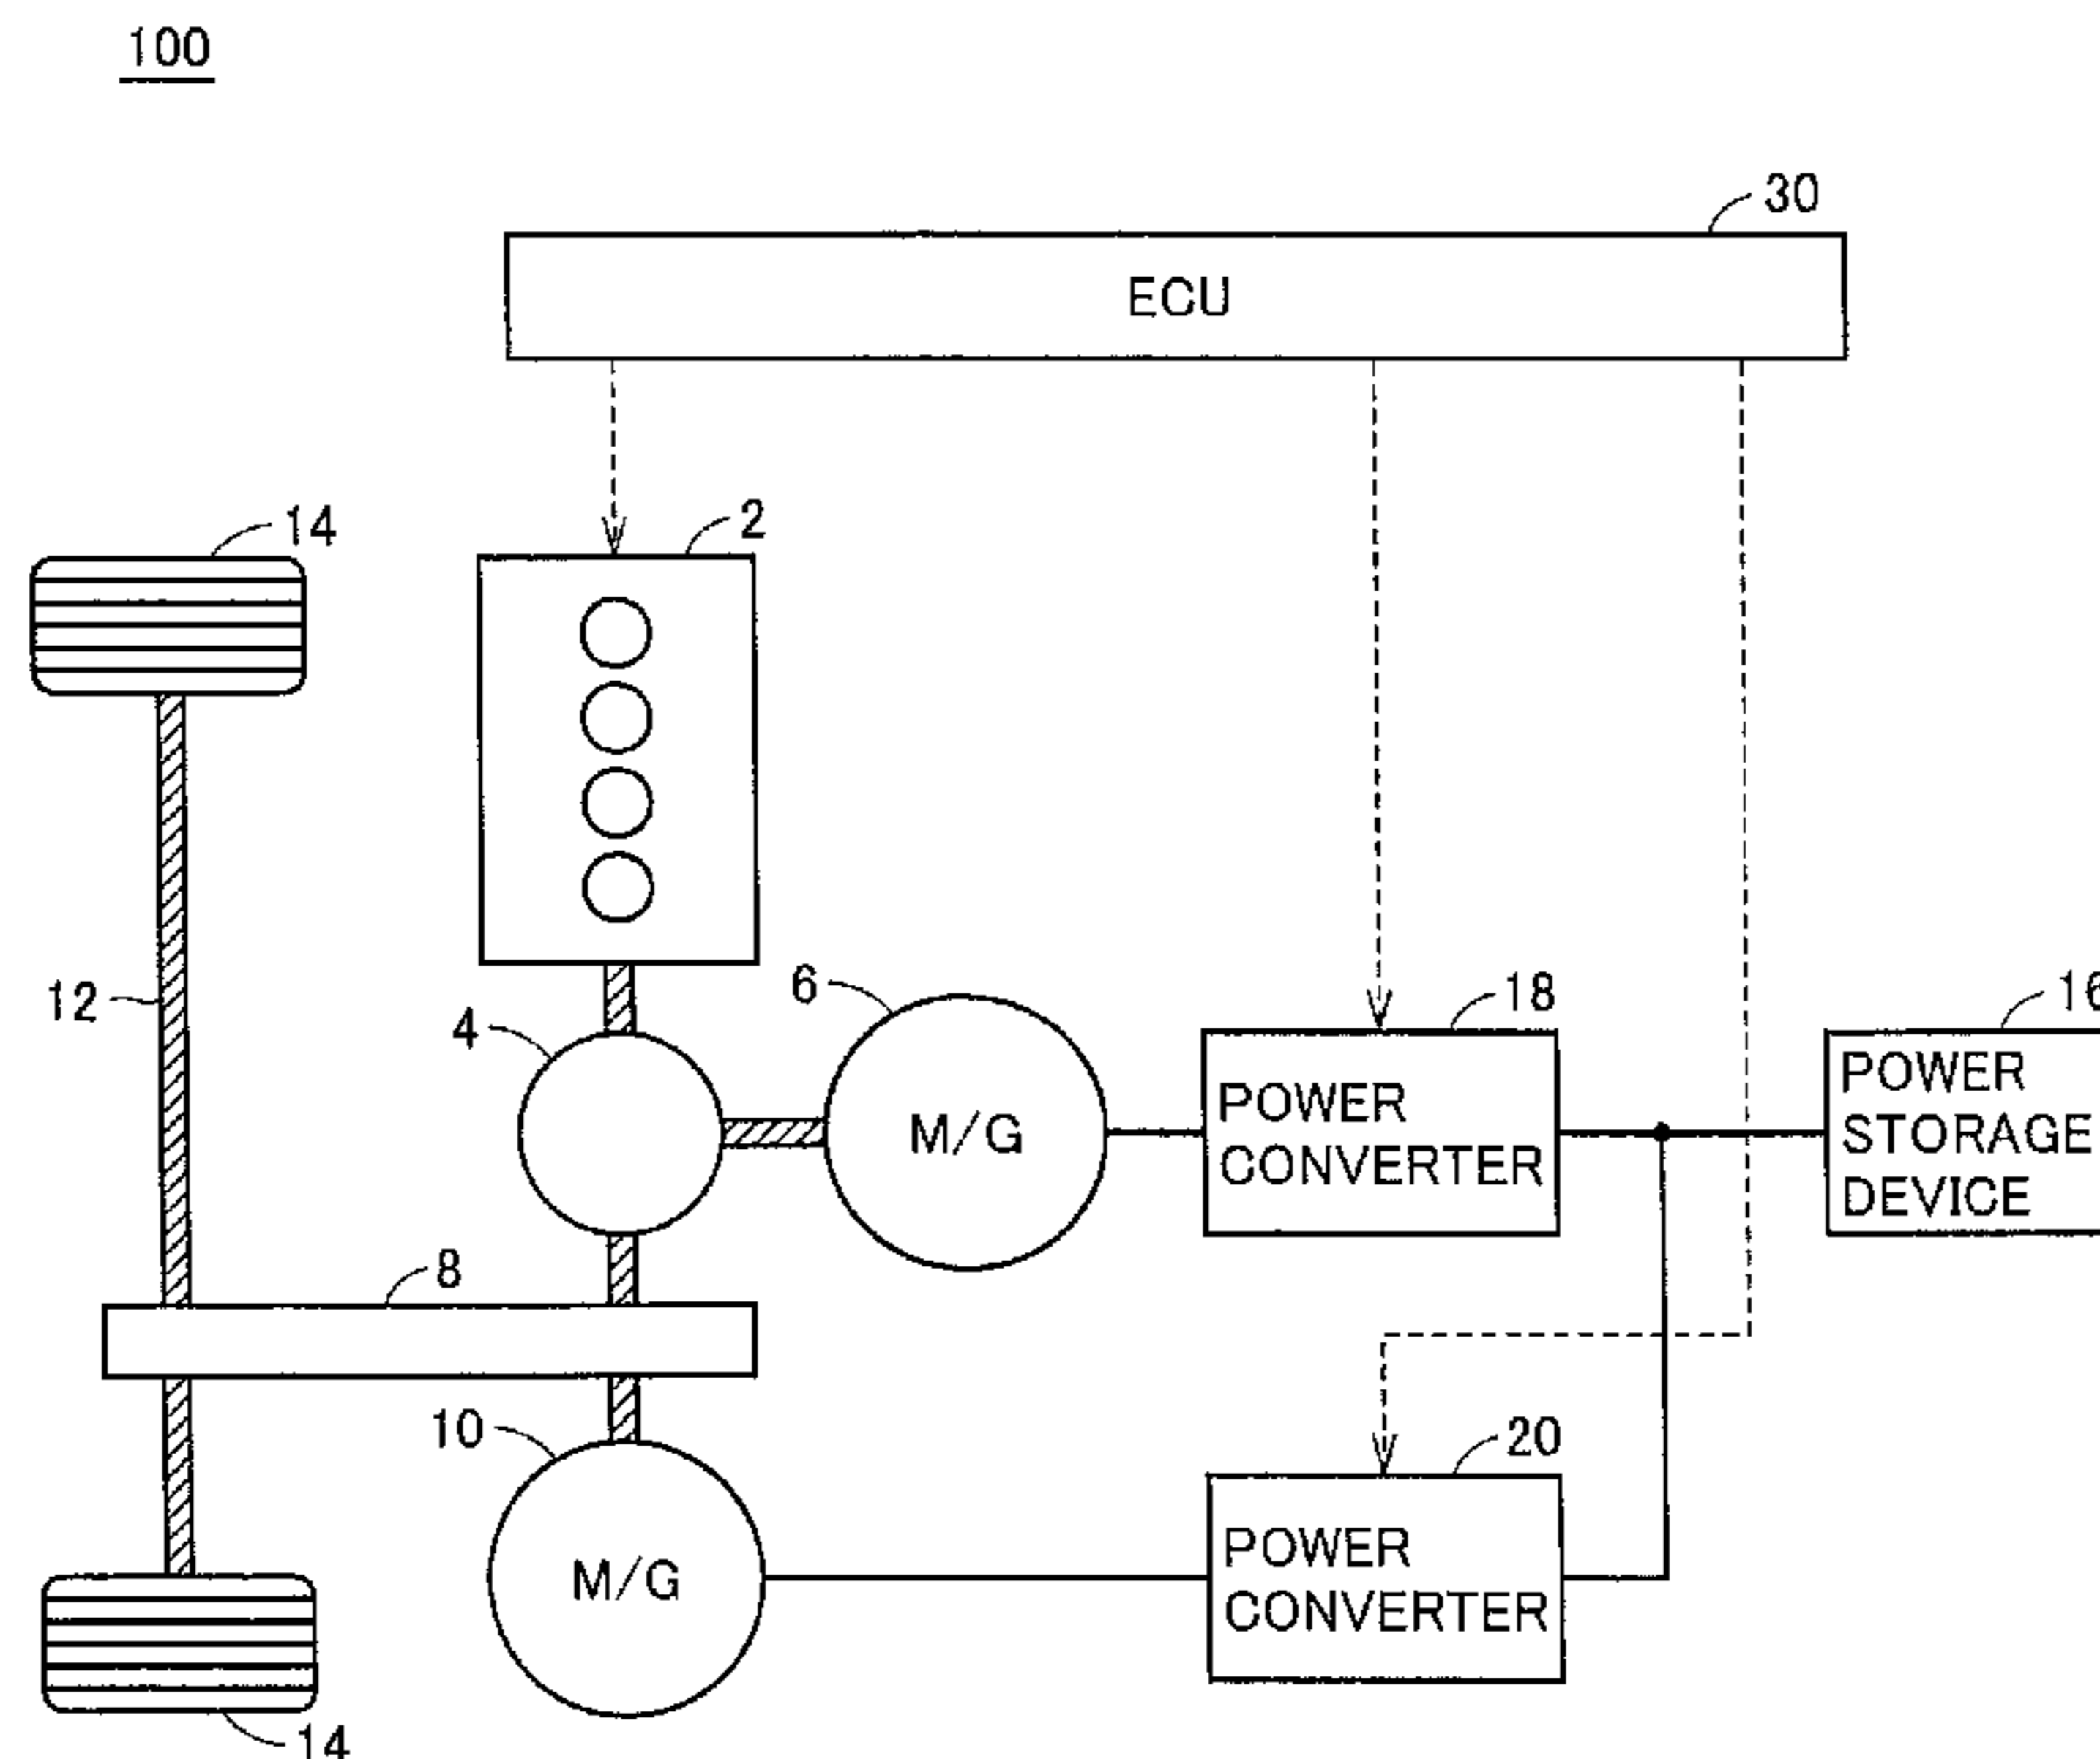 100
30
ECU
14
2
12
4
6
18
16
M/G
POWER
CONVERTER
POWER
STORAGE
DEVICE
8
10
20
M/G
POWER
CONVERTER
14